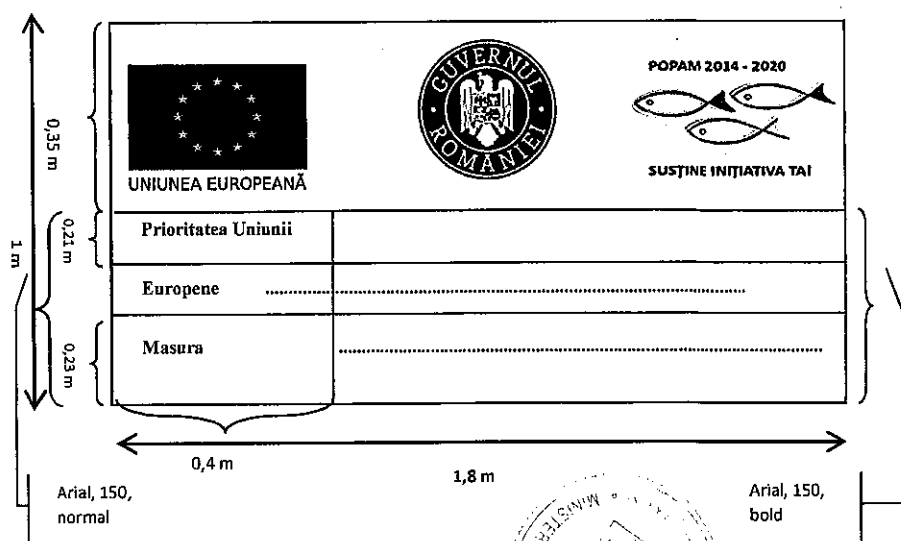 GUVERNUL ROMÂNIEI
POPAM 2014 - 2020
UNIUNEA EUROPEANĂ
SUSȚINE INIȚIATIVA TA!
0,35 m
1 m
0,21 m
0,23 m
Prioritatea Uniunii
Europene ................................................................
Masura ................................................................
0,4 m
1,8 m
Arial, 150,
normal
Arial, 150,
bold